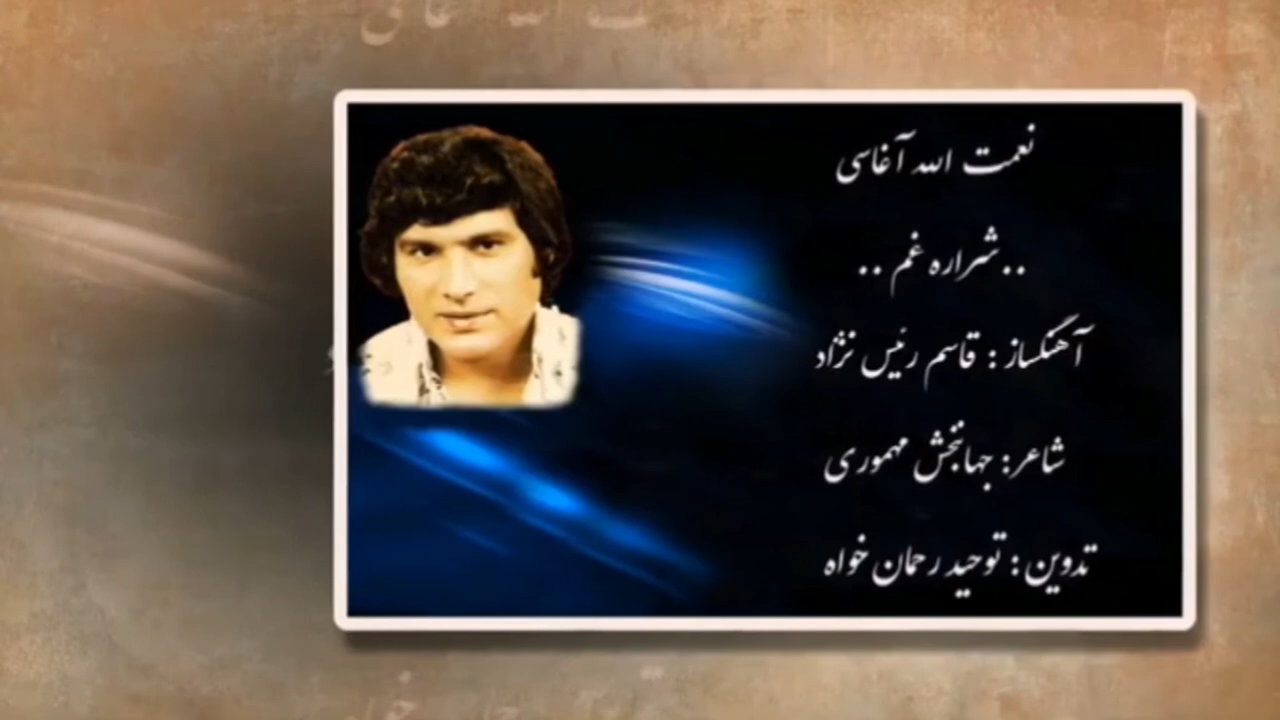 نعمت الله آغاسی
..شراره غم ..
آهنگساز : قاسم رئیس نژاد
شاعر: جهانبخش مهموری
تدوین : توحید رحمان خواه